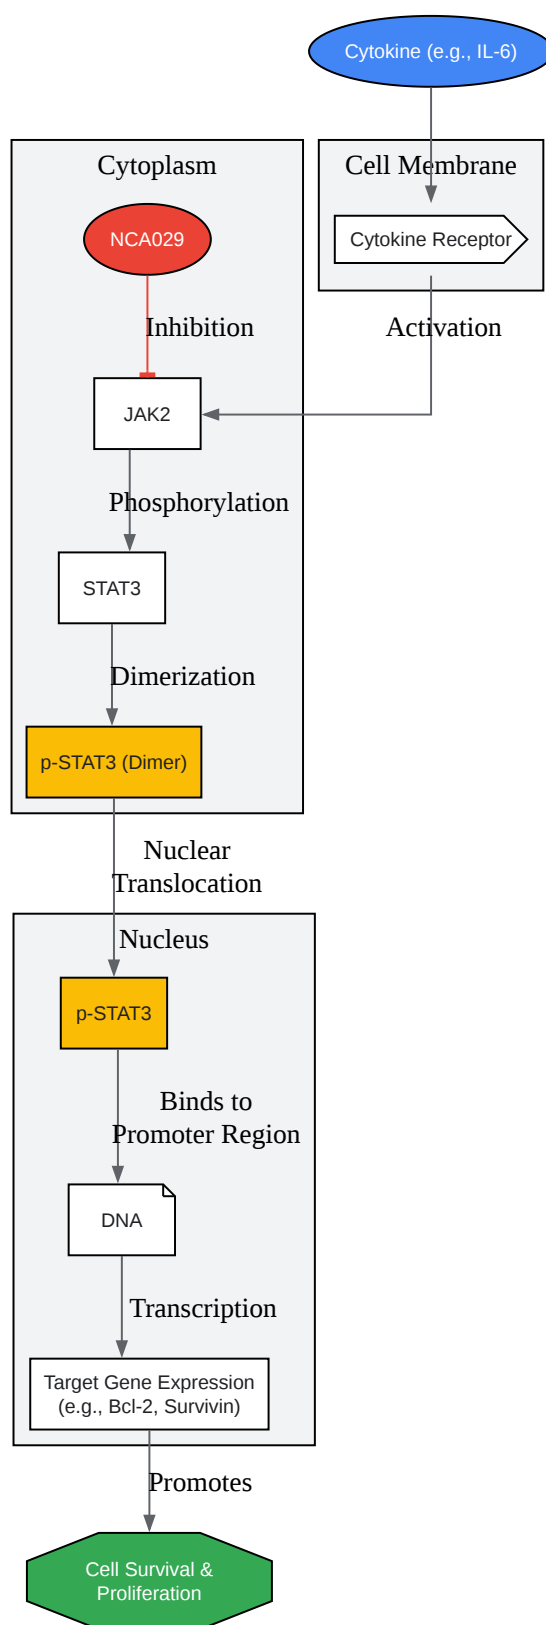 Cytokine (e.g., IL-6)
Cytoplasm
Cell Membrane
NCA029
Cytokine Receptor
Inhibition
Activation
JAK2
Phosphorylation
STAT3
Dimerization
p-STAT3 (Dimer)
Nuclear
Translocation
Nucleus
p-STAT3
Binds to
Promoter Region
DNA
Transcription
Target Gene Expression
(e.g., Bcl-2, Survivin)
Promotes
Cell Survival &
Proliferation